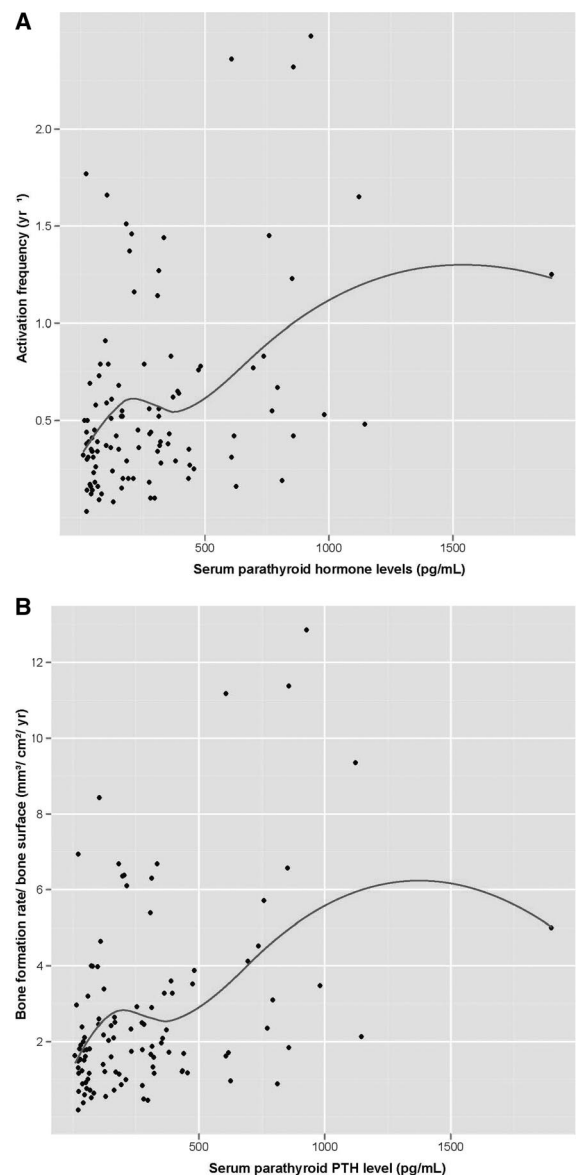 A
Activation frequency (yr ¹)
2.0
1.5
1.0
0.5
500 1000 1500
Serum parathyroid hormone levels (pg/mL)
B
Bone formation rate/ bone surface (mm³/ cm²/ yr)
12
10
8
6
4
2
500 1000 1500
Serum parathyroid PTH level (pg/mL)